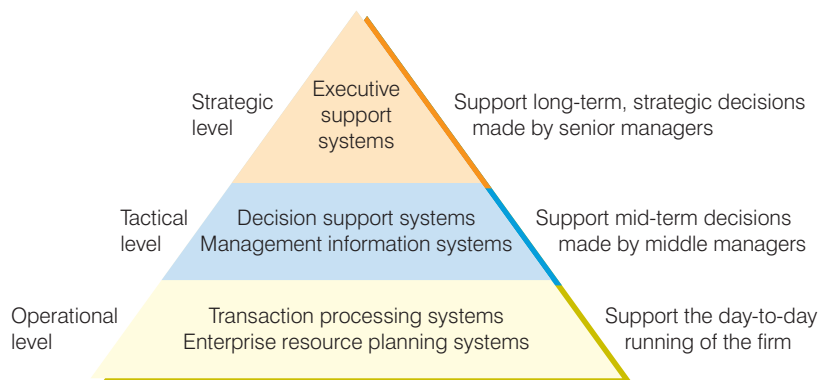 Strategic
level
Executive
support
systems
Support long-term, strategic decisions
made by senior managers
Tactical
level
Decision support systems
Management information systems
Support mid-term decisions
made by middle managers
Operational
level
Transaction processing systems
Enterprise resource planning systems
Support the day-to-day
running of the firm